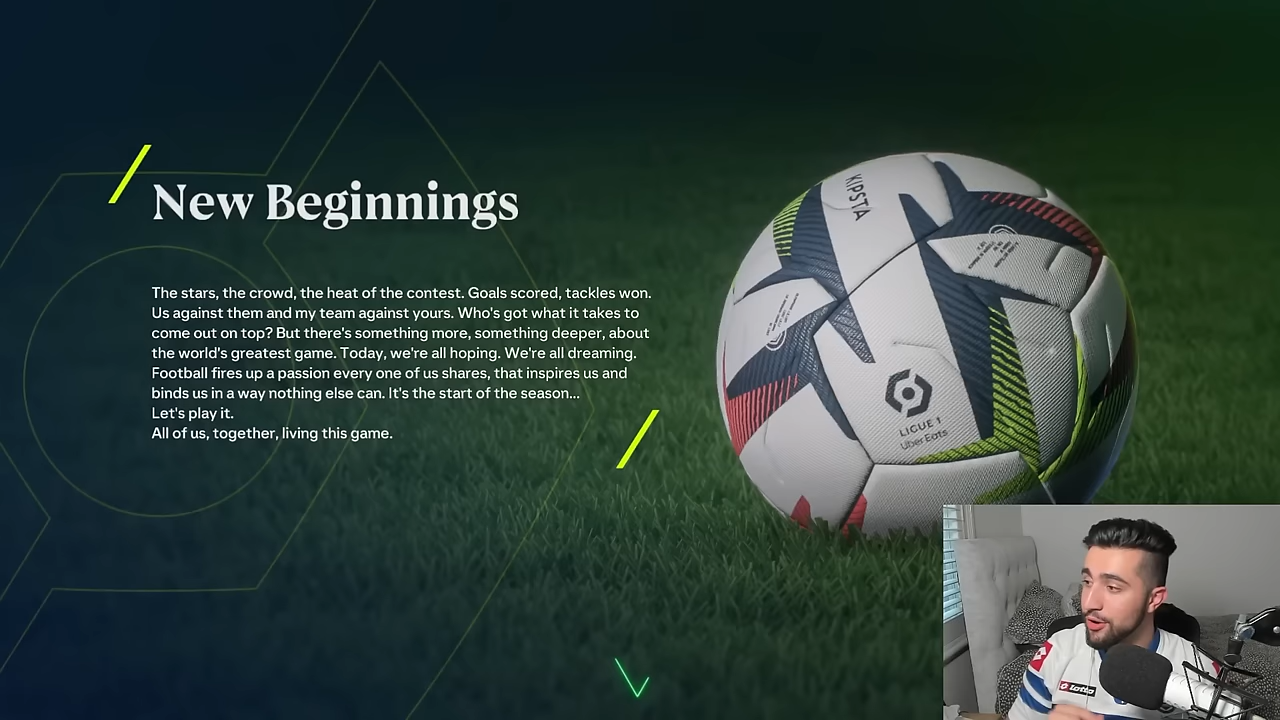 New Beginnings
The stars, the crowd, the heat of the contest. Goals scored, tackles won.
Us against them and my team against yours. Who's got what it takes to
come out on top? But there's something more, something deeper, about
the world's greatest game. Today, we're all hoping. We're all dreaming.
Football fires up a passion every one of us shares, that inspires us and
binds us in a way nothing else can. It's the start of the season...
Let's play it.
All of us, together, living this game.
KIPSTA
LIGUE 1
Uber Eats
Lotto